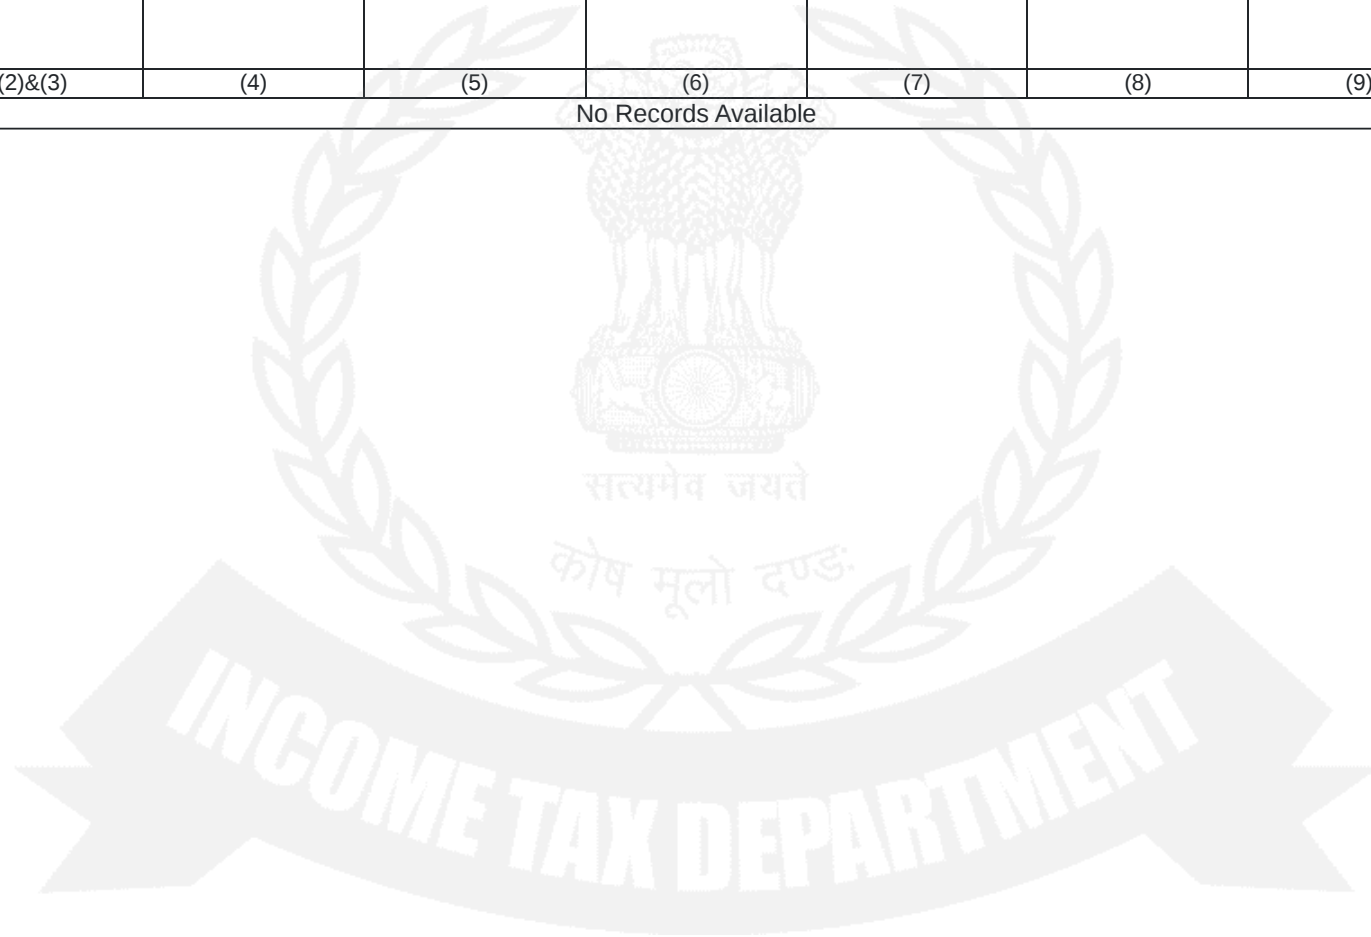 (2)&(3) (4) (5) (6) (7) (8) (9)
No Records Available
सत्यमेव जयते
कोष मूलो दण्डः
INCOME TAX DEPARTMENT